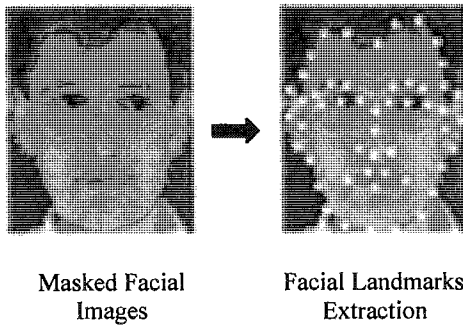 Masked Facial
Images
Facial Landmarks
Extraction